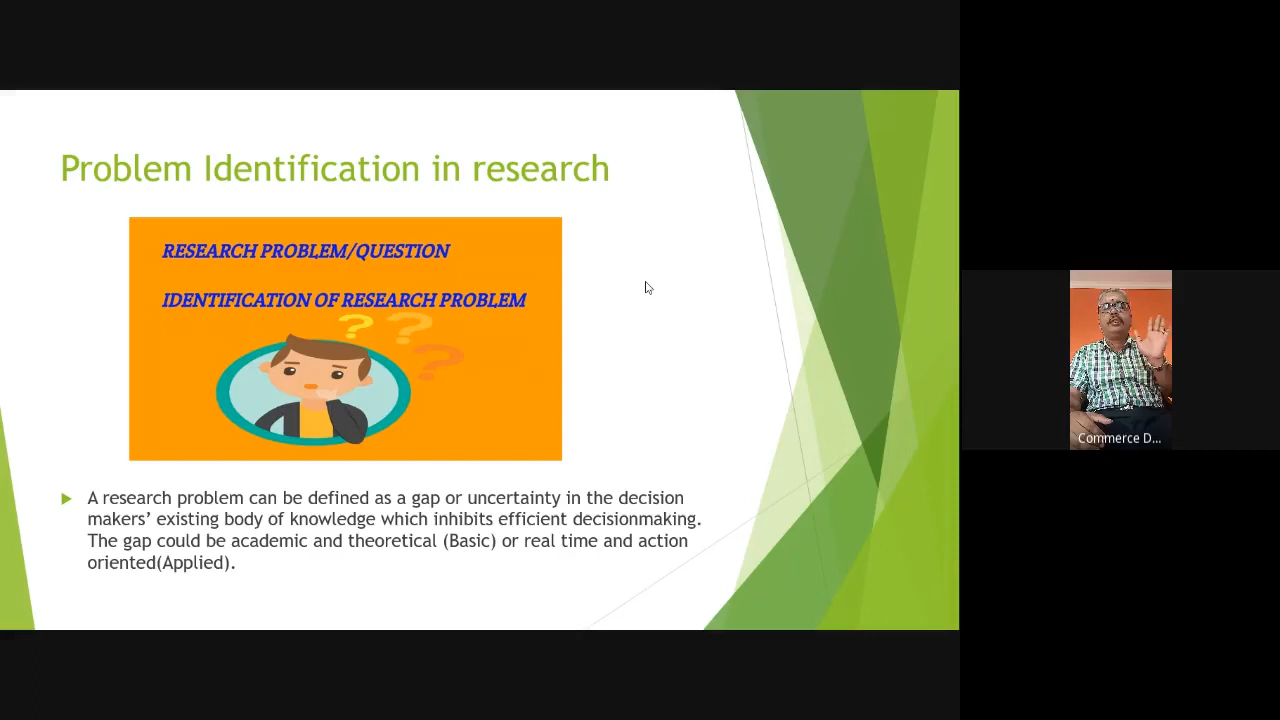 Problem Identification in research
RESEARCH PROBLEM/QUESTION
IDENTIFICATION OF RESEARCH PROBLEM
? ? ?
A research problem can be defined as a gap or uncertainty in the decision
makers’ existing body of knowledge which inhibits efficient decisionmaking.
The gap could be academic and theoretical (Basic) or real time and action
oriented(Applied).
Commerce D...